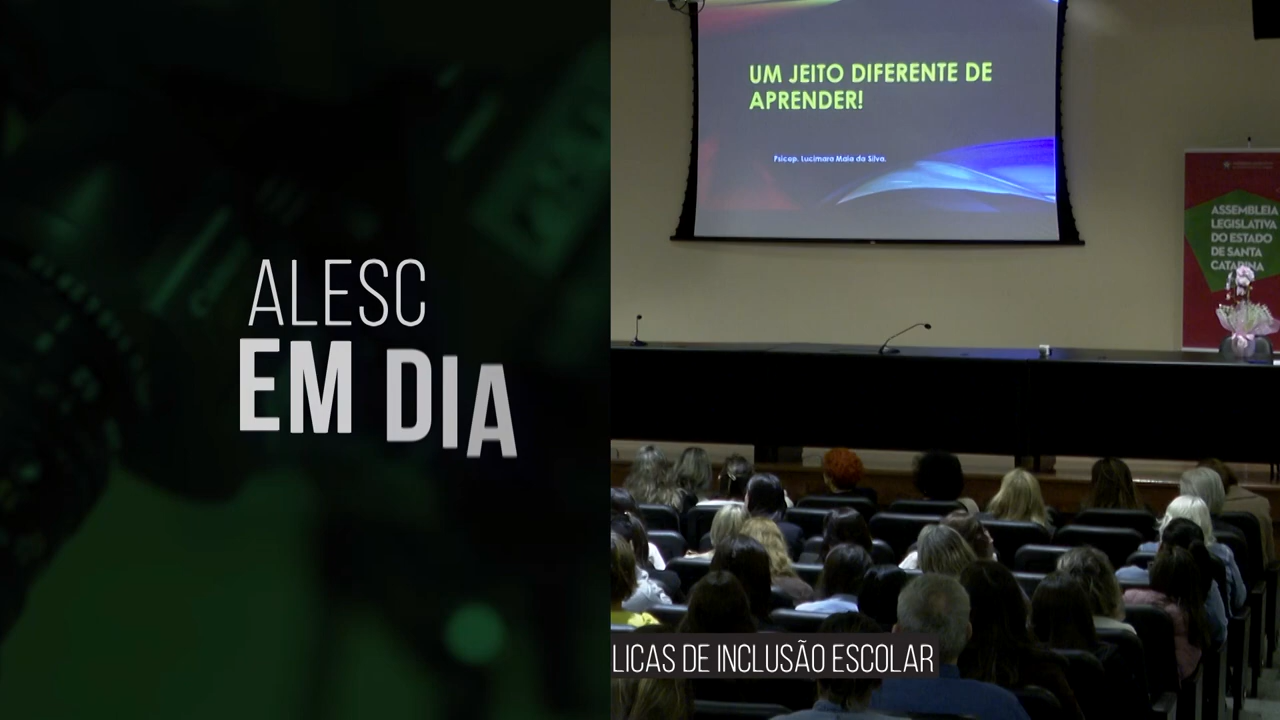 ALESC
EM DIA
UM JEITO DIFERENTE DE
APRENDER!
Psicop. Lucimara Maia da Silva.
ASSEMBLEIA
LEGISLATIVA
DO ESTADO
DE SANTA
CATARINA
LICAS DE INCLUSÃO ESCOLAR